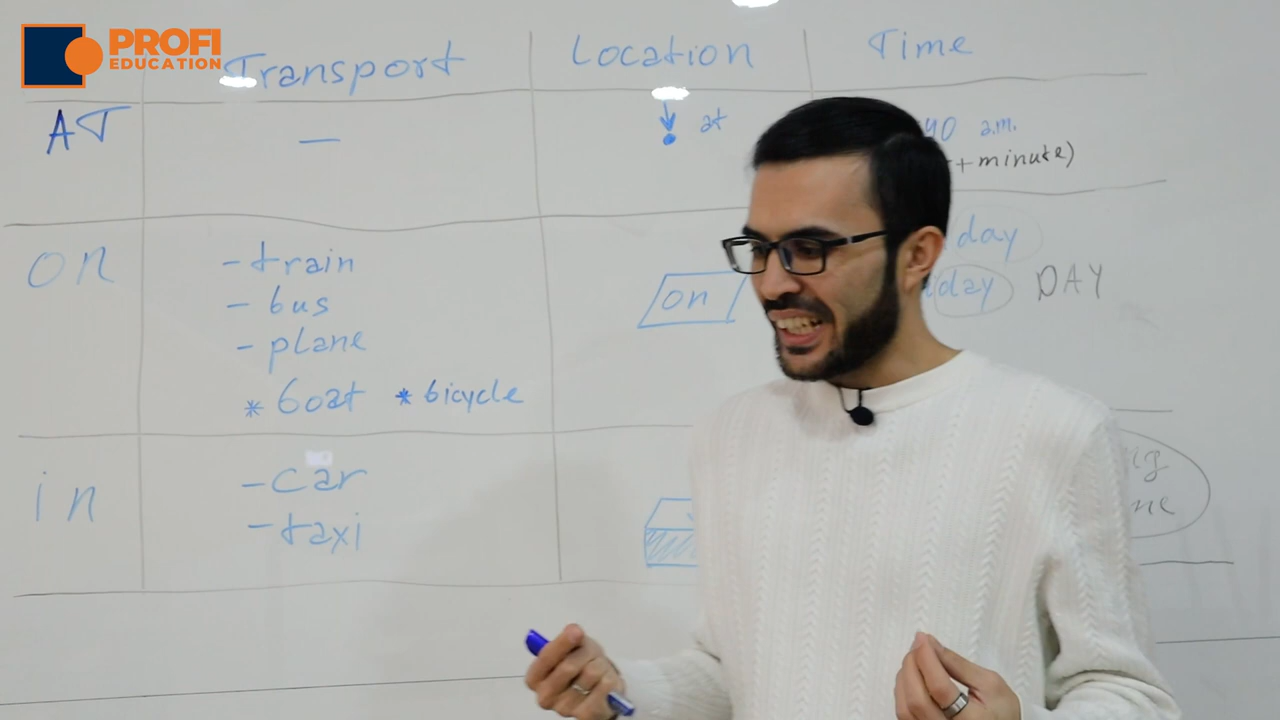 PROFI
EDUCATION
Transport Location Time
AT — at 40 a.m.
+ minute)
on - train on day
- bus day DAY
- plane
* boat * bicycle
in - car
- taxi